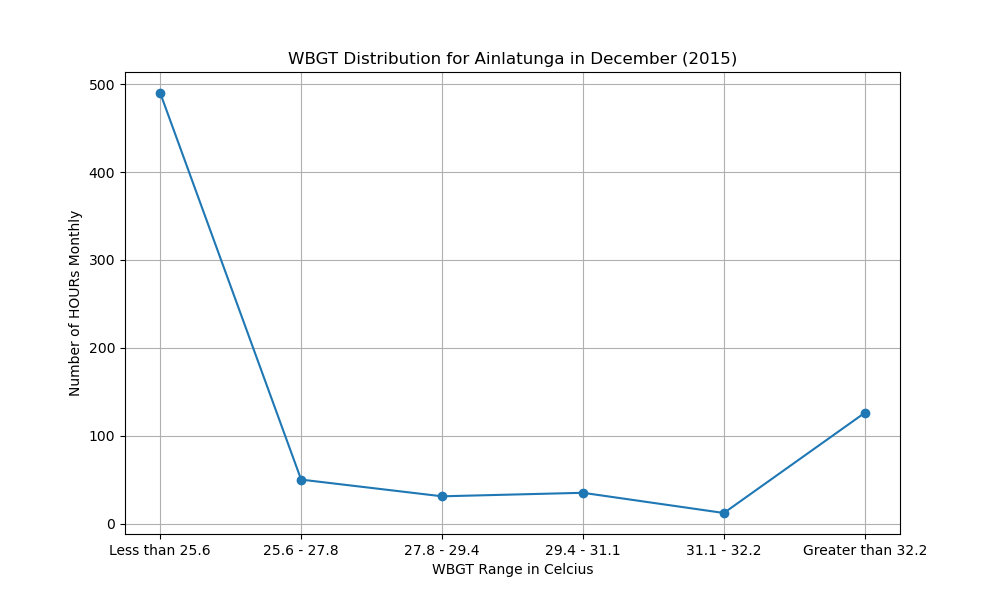 WBGT Distribution for Ainlatunga in December (2015)
Number of HOURs Monthly
500
400
300
200
100
0
Less than 25.6
25.6 - 27.8
27.8 - 29.4
29.4 - 31.1
31.1 - 32.2
Greater than 32.2
WBGT Range in Celcius